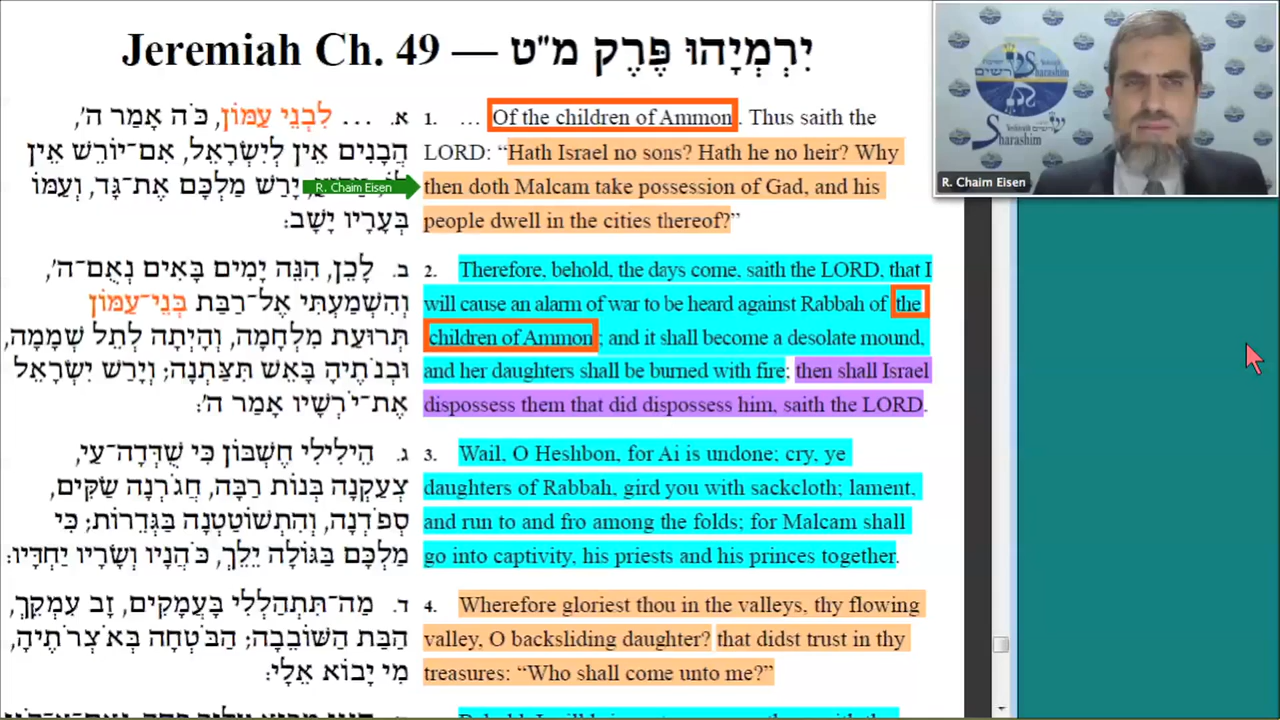 Jeremiah Ch. 49 — יִרְמְיָהוּ פֶּרֶק מ"ט
א. ... לִבְנֵי עַמּוֹן, כֹּה אָמַר ה',
הֲבָנִים אֵין לְיִשְׂרָאֵל, אִם־יוֹרֵשׁ אֵין
יָרַשׁ מַלְכָּם אֶת־גָּד, וְעַמּוֹ
בְּעָרָיו יָשָׁב:
1. ... Of the children of Ammon. Thus saith the
LORD: “Hath Israel no sons? Hath he no heir? Why
then doth Malcam take possession of Gad, and his
people dwell in the cities thereof?”
R. Chaim Eisen
ב. לָכֵן, הִנֵּה יָמִים בָּאִים נְאֻם־ה',
וְהִשְׁמַעְתִּי אֶל־רַבַּת בְּנֵי־עַמּוֹן
תְּרוּעַת מִלְחָמָה, וְהָיְתָה לְתֵל שְׁמָמָה,
וּבְנֹתֶיהָ בָּאֵשׁ תִּצַּתְנָה; וְיָרַשׁ יִשְׂרָאֵל
אֶת־יֹרְשָׁיו אָמַר ה':
2. Therefore, behold, the days come, saith the LORD, that I
will cause an alarm of war to be heard against Rabbah of the
children of Ammon; and it shall become a desolate mound,
and her daughters shall be burned with fire; then shall Israel
dispossess them that did dispossess him, saith the LORD.
ג. הֵילִילִי חֶשְׁבּוֹן כִּי שֻׁדְּדָה־עַי,
צְעַקְנָה בְּנוֹת רַבָּה, חֲגֹרְנָה שַׂקִּים,
סְפֹדְנָה, וְהִתְשׁוֹטַטְנָה בַּגְּדֵרוֹת; כִּי
מַלְכָּם בַּגּוֹלָה יֵלֵךְ, כֹּהֲנָיו וְשָׂרָיו יַחְדָּיו:
3. Wail, O Heshbon, for Ai is undone; cry, ye
daughters of Rabbah, gird you with sackcloth; lament,
and run to and fro among the folds; for Malcam shall
go into captivity, his priests and his princes together.
ד. מַה־תִּתְהַלְלִי בָּעֲמָקִים, זָב עִמְקֵךְ,
הַבַּת הַשּׁוֹבֵבָה; הַבֹּטְחָה בְּאֹצְרֹתֶיהָ,
מִי יָבוֹא אֵלָי:
4. Wherefore gloriest thou in the valleys, thy flowing
valley, O backsliding daughter? that didst trust in thy
treasures: “Who shall come unto me?”
Yeshivat
Sharashim
R. Chaim Eisen